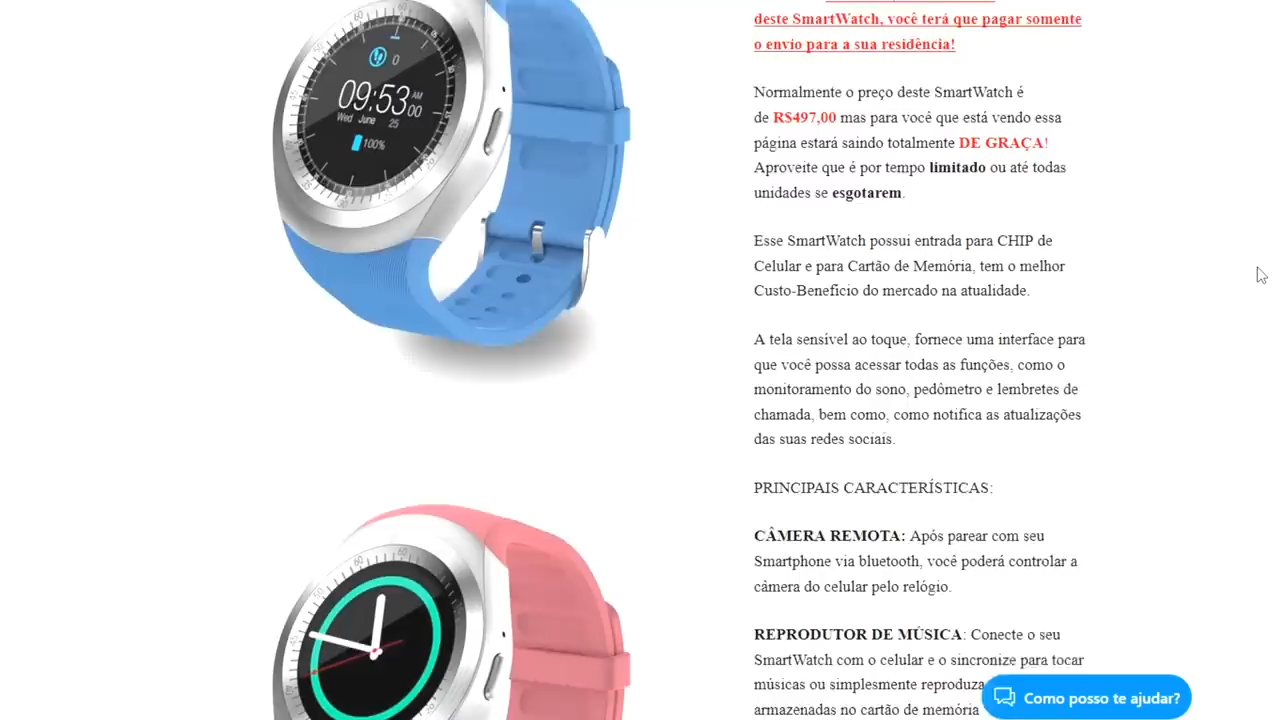 0
09:53 AM
00
Wed June 25
100%
deste SmartWatch, você terá que pagar somente
o envio para a sua residência!
Normalmente o preço deste SmartWatch é
de R$497,00 mas para você que está vendo essa
página estará saindo totalmente DE GRAÇA!
Aproveite que é por tempo limitado ou até todas
unidades se esgotarem.
Esse SmartWatch possui entrada para CHIP de
Celular e para Cartão de Memória, tem o melhor
Custo-Benefício do mercado na atualidade.
A tela sensível ao toque, fornece uma interface para
que você possa acessar todas as funções, como o
monitoramento do sono, pedômetro e lembretes de
chamada, bem como, como notifica as atualizações
das suas redes sociais.
PRINCIPAIS CARACTERÍSTICAS:
CÂMERA REMOTA: Após parear com seu
Smartphone via bluetooth, você poderá controlar a
câmera do celular pelo relógio.
REPRODUTOR DE MÚSICA: Conecte o seu
SmartWatch com o celular e o sincronize para tocar
músicas ou simplesmente reproduza
armazenadas no cartão de memória
Como posso te ajudar?